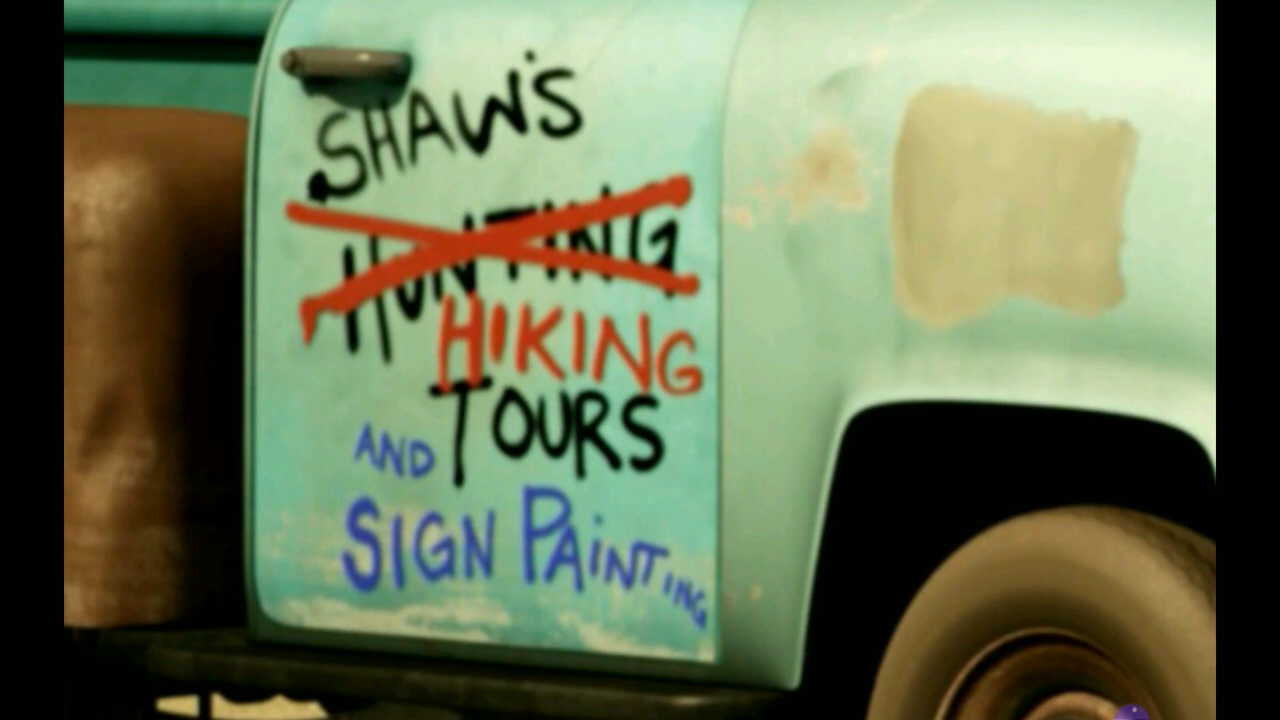 SHAW'S
HUNTING
HIKING
TOURS
AND
SIGN PAINTING